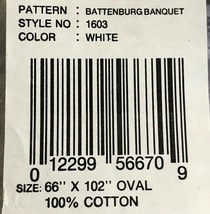 PATTERN : BATTENBURG BANQUET
STYLE NO : 1603
COLOR : WHITE
0 12299 56670 9
SIZE: 66" X 102" OVAL
100% COTTON